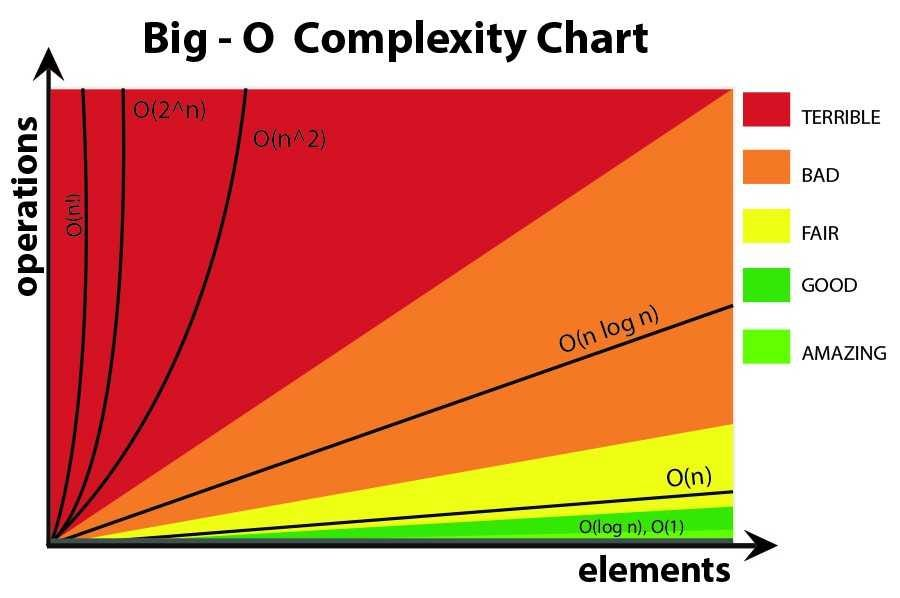 Big - O Complexity Chart
operations
O(n!)
O(2^n)
O(n^2)
O(n log n)
O(n)
O(log n), O(1)
elements
TERRIBLE
BAD
FAIR
GOOD
AMAZING